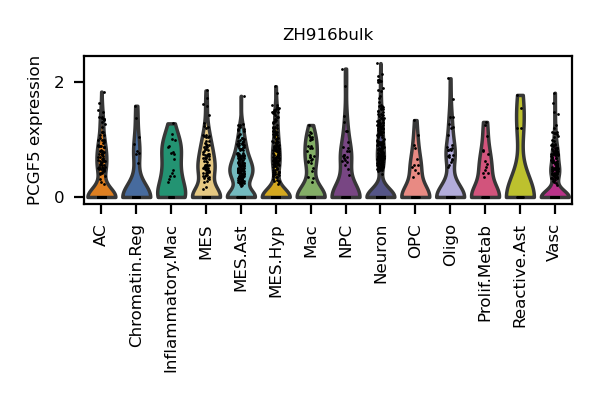 ZH916bulk
PCGF5 expression
2
0
AC
Chromatin.Reg
Inflammatory.Mac
MES
MES.Ast
MES.Hyp
Mac
NPC
Neuron
OPC
Oligo
Prolif.Metab
Reactive.Ast
Vasc